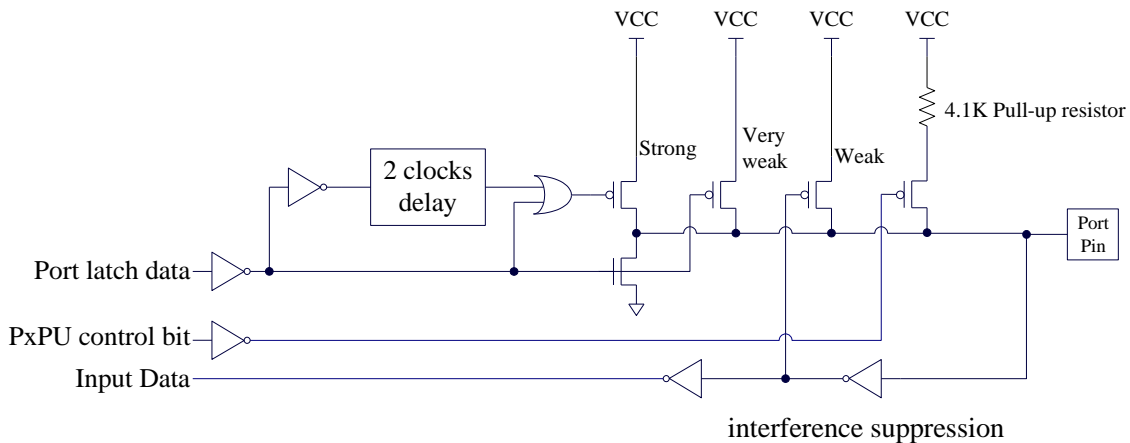 VCC
VCC
VCC
VCC
4.1K Pull-up resistor
Strong
Very
weak
Weak
2 clocks
delay
Port
Pin
Port latch data
PxPU control bit
Input Data
interference suppression